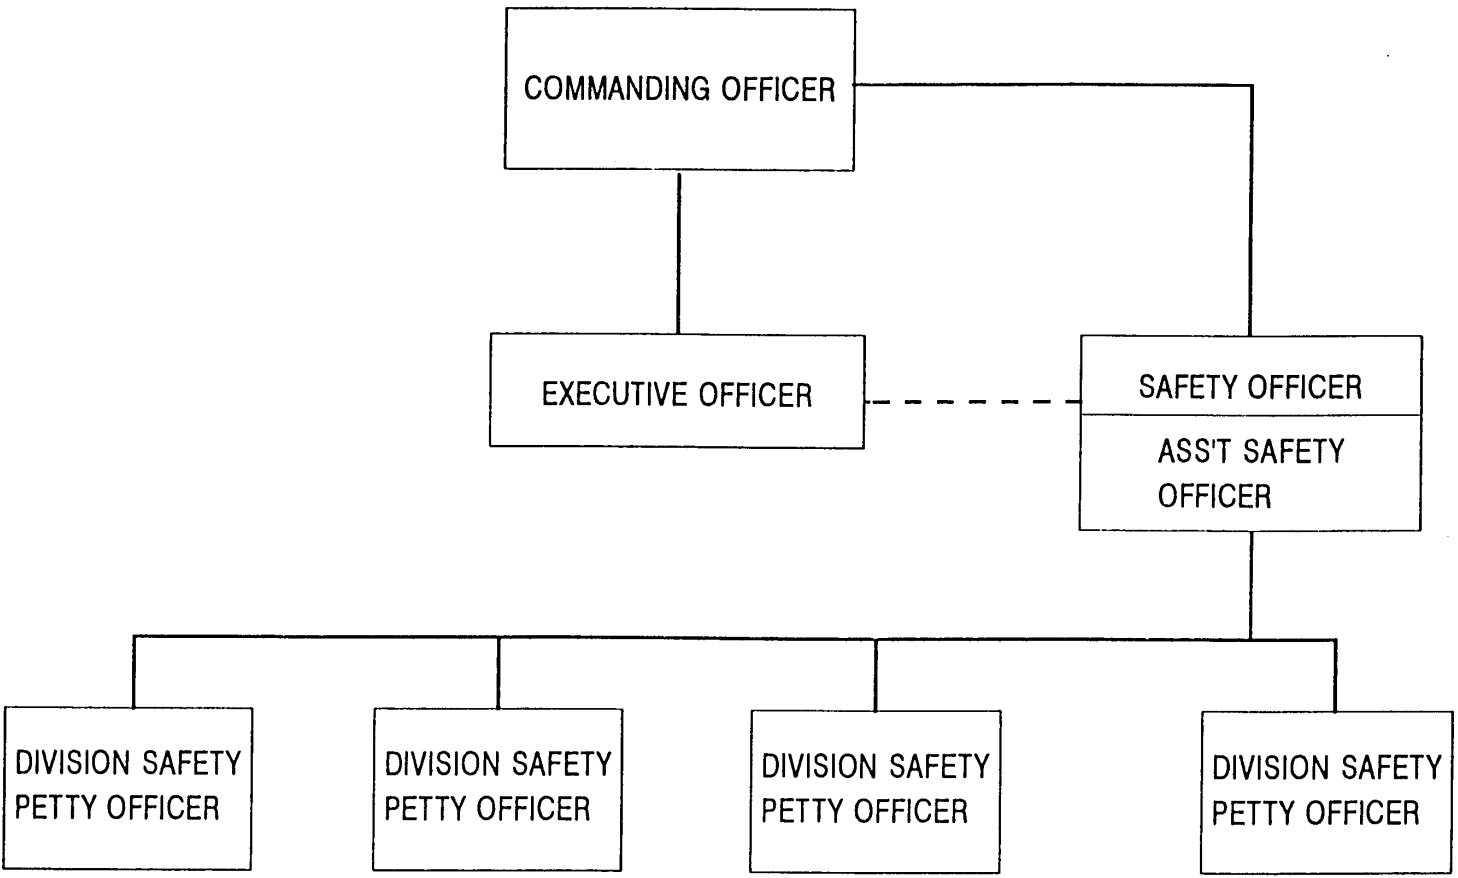 COMMANDING OFFICER
EXECUTIVE OFFICER
SAFETY OFFICER
ASS'T SAFETY
OFFICER
DIVISION SAFETY
PETTY OFFICER
DIVISION SAFETY
PETTY OFFICER
DIVISION SAFETY
PETTY OFFICER
DIVISION SAFETY
PETTY OFFICER